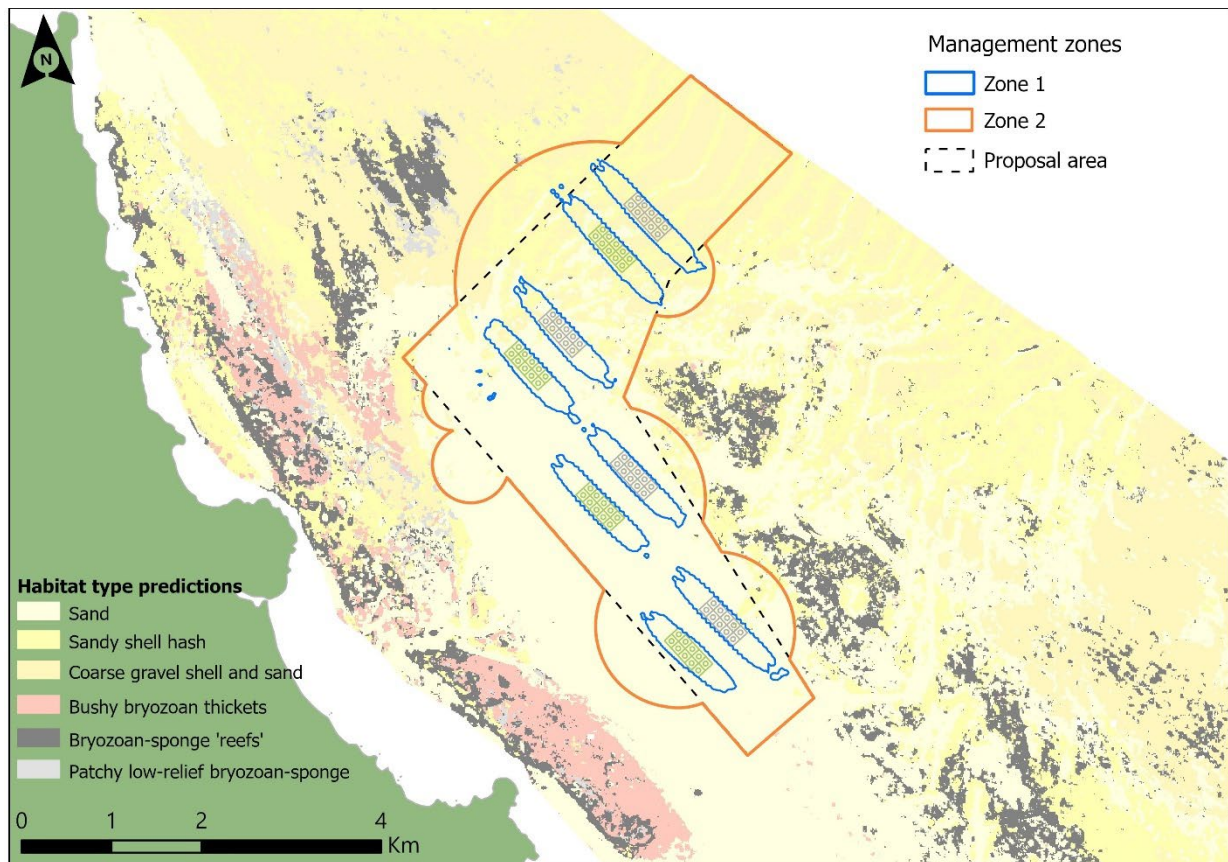 N
Management zones
Zone 1
Zone 2
Proposal area
Habitat type predictions
Sand
Sandy shell hash
Coarse gravel shell and sand
Bushy bryozoan thickets
Bryozoan-sponge 'reefs'
Patchy low-relief bryozoan-sponge
0 1 2 4
Km